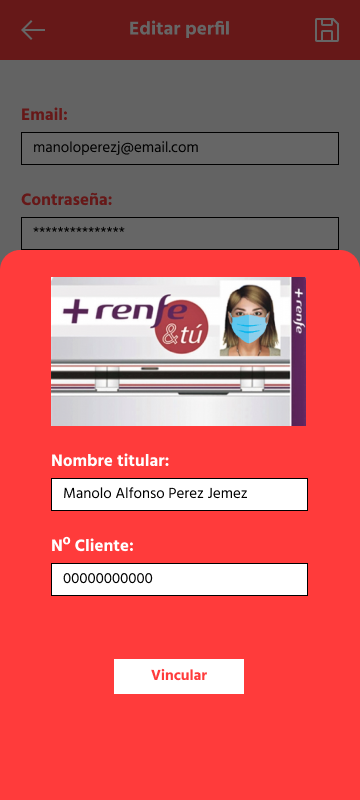 Editar perfil
Email:
manoloperezj@email.com
Contraseña:
***************
+ renfe
&tú
+ renfe
Nombre titular:
Manolo Alfonso Perez Jemez
Nº Cliente:
00000000000
Vincular